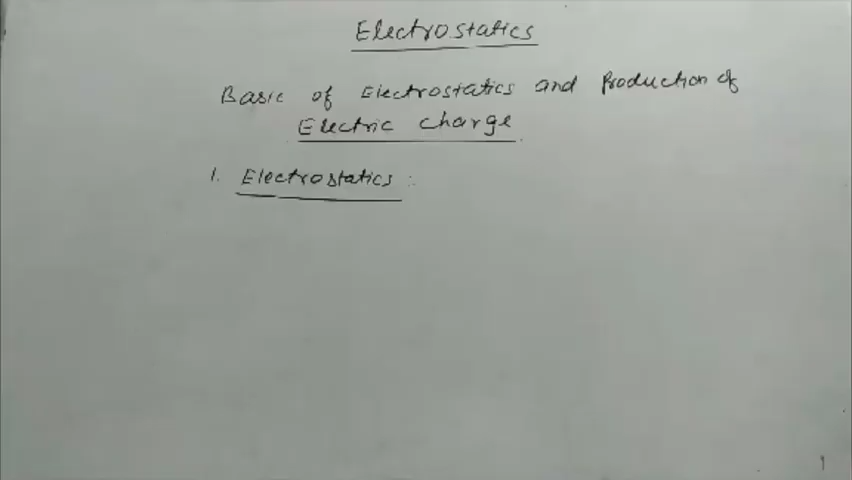 Electrostatics
Basic of Electrostatics and Production of
Electric charge
1. Electrostatics :
1